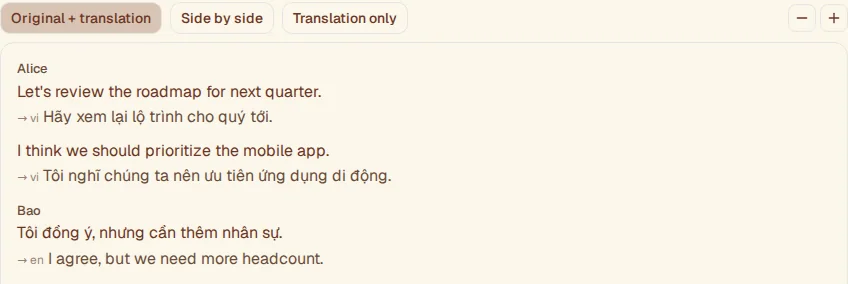 Original + translation Side by side Translation only − +
Alice
Let's review the roadmap for next quarter.
→ vi Hãy xem lại lộ trình cho quý tới.
I think we should prioritize the mobile app.
→ vi Tôi nghĩ chúng ta nên ưu tiên ứng dụng di động.
Bao
Tôi đồng ý, nhưng cần thêm nhân sự.
→ en I agree, but we need more headcount.